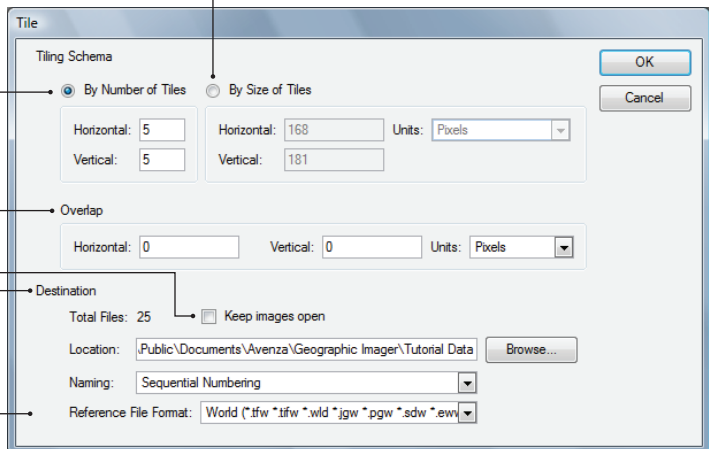 Tile
Tiling Schema
OK
By Number of Tiles By Size of Tiles
Cancel
Horizontal: 5 Horizontal: 168 Units: Pixels
Vertical: 5 Vertical: 181
Overlap
Horizontal: 0 Vertical: 0 Units: Pixels
Destination
Total Files: 25 Keep images open
Location: \Public\Documents\Avenza\Geographic Imager\Tutorial Data Browse...
Naming: Sequential Numbering
Reference File Format: World (*.tfw *.tifw *.wld *.jgw *.pgw *.sdw